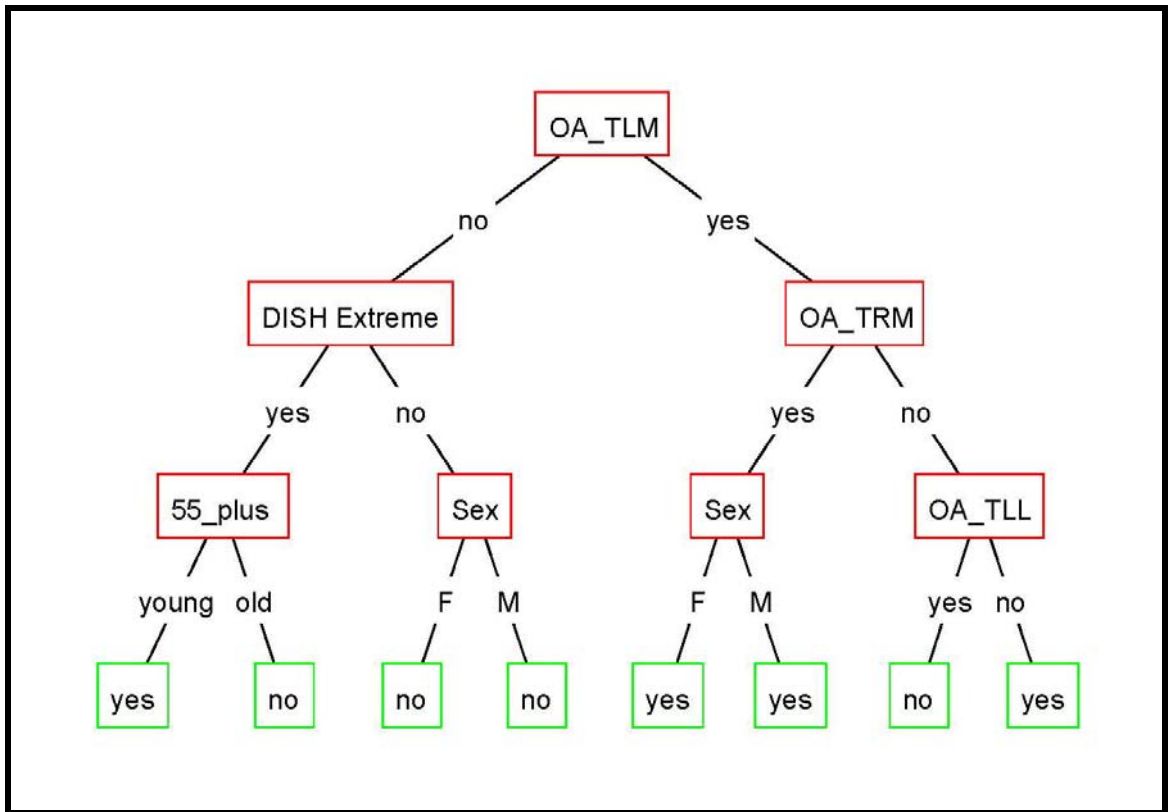 OA_TLM
no yes
DISH Extreme OA_TRM
yes no yes no
55_plus Sex Sex OA_TLL
young old F M F M yes no
yes no no no yes yes no yes